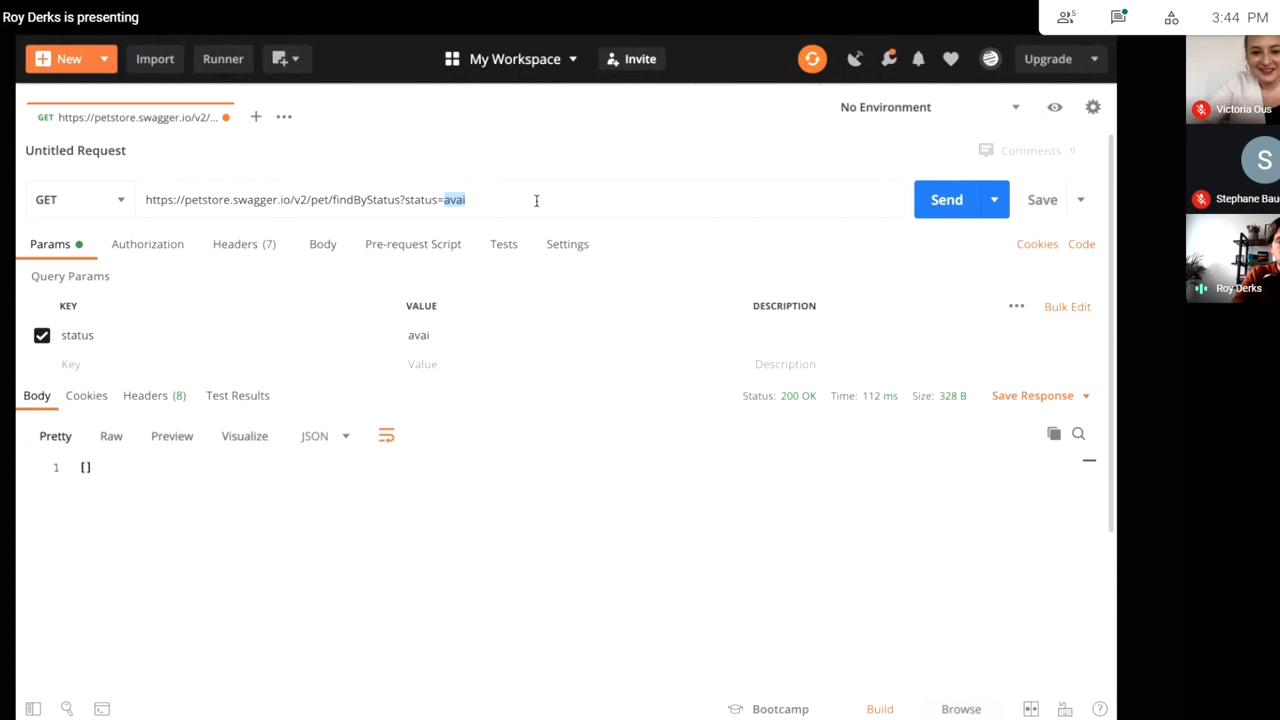 Roy Derks is presenting
5
3:44 PM
New
Import
Runner
My Workspace
Invite
Upgrade
GET https://petstore.swagger.io/v2/...
No Environment
Untitled Request
Comments 0
GET
https://petstore.swagger.io/v2/pet/findByStatus?status=avai
Send
Save
Params
Authorization
Headers (7)
Body
Pre-request Script
Tests
Settings
Cookies
Code
Query Params
KEY
VALUE
DESCRIPTION
Bulk Edit
status
avai
Key
Value
Description
Body
Cookies
Headers (8)
Test Results
Status: 200 OK
Time: 112 ms
Size: 328 B
Save Response
Pretty
Raw
Preview
Visualize
JSON
1 []
Bootcamp
Build
Browse
Victoria Ous
S
Stephane Bau
Roy Derks